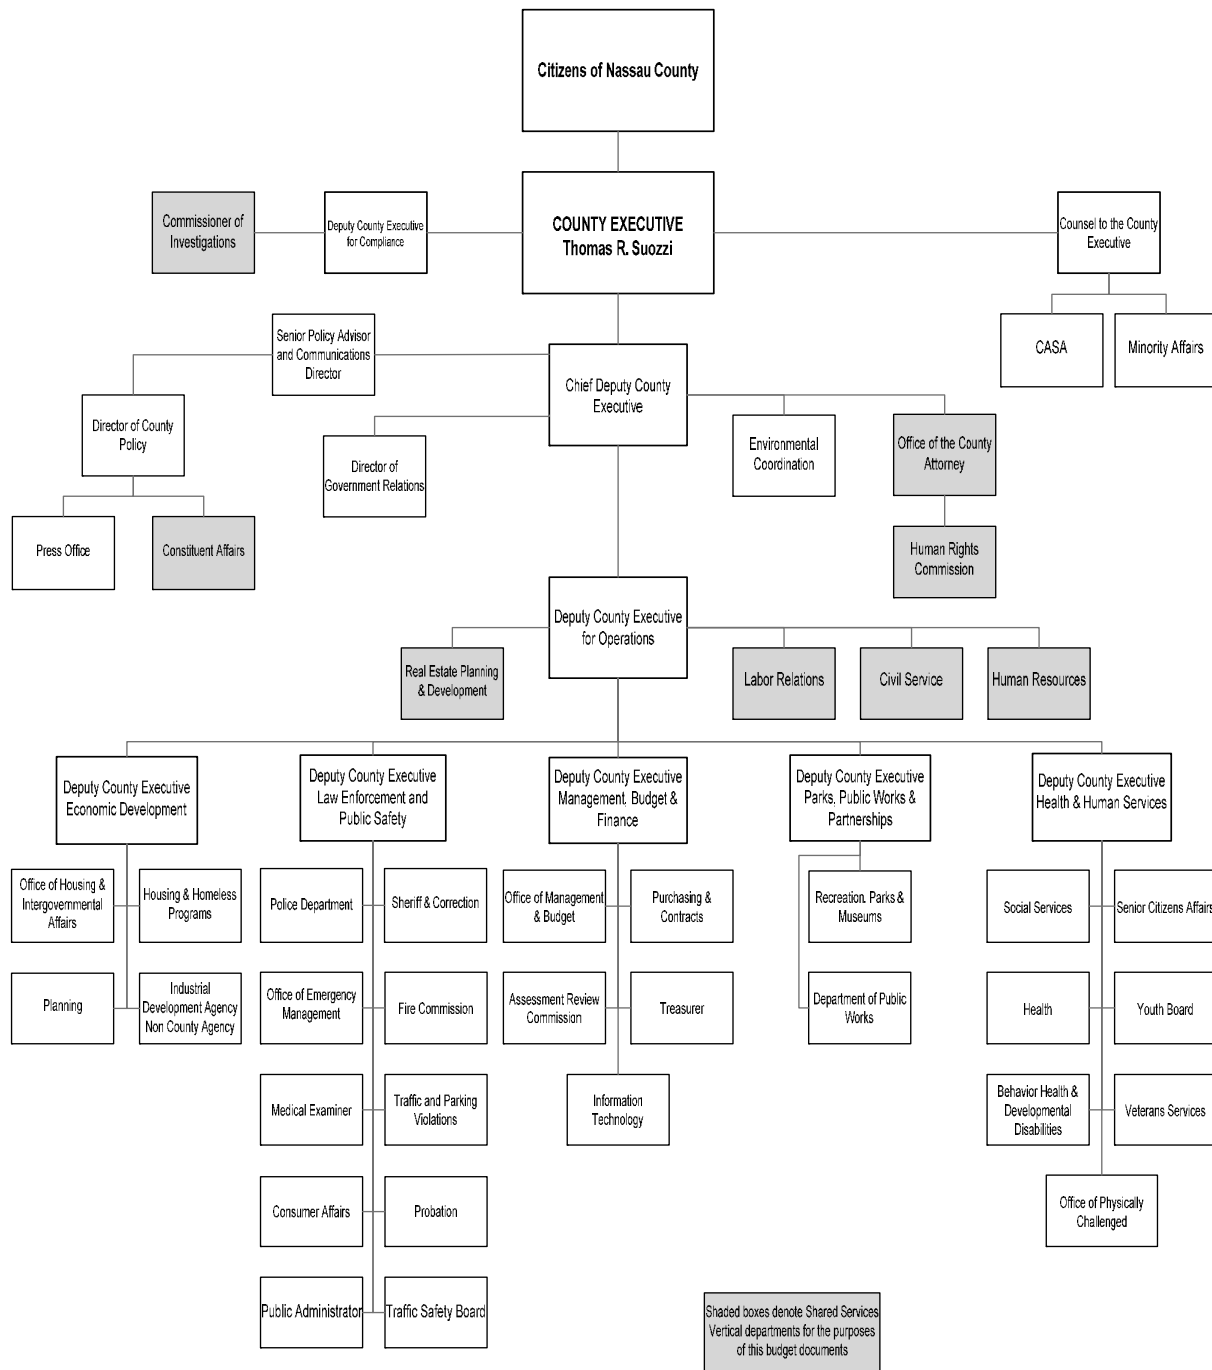 Citizens of Nassau County
COUNTY EXECUTIVE
Thomas R. Suozzi
Commissioner of
Investigations
Deputy County Executive
for Compliance
Counsel to the County
Executive
CASA
Minority Affairs
Senior Policy Advisor
and Communications
Director
Chief Deputy County
Executive
Director of County
Policy
Director of
Government Relations
Environmental
Coordination
Office of the County
Attorney
Press Office
Constituent Affairs
Human Rights
Commission
Deputy County Executive
for Operations
Real Estate Planning
& Development
Labor Relations
Civil Service
Human Resources
Deputy County Executive
Economic Development
Deputy County Executive
Law Enforcement and
Public Safety
Deputy County Executive
Management, Budget &
Finance
Deputy County Executive
Parks, Public Works &
Partnerships
Deputy County Executive
Health & Human Services
Office of Housing &
Intergovernmental
Affairs
Housing & Homeless
Programs
Police Department
Sheriff & Correction
Office of Management
& Budget
Purchasing &
Contracts
Recreation, Parks &
Museums
Social Services
Senior Citizens Affairs
Planning
Industrial
Development Agency
Non County Agency
Office of Emergency
Management
Fire Commission
Assessment Review
Commission
Treasurer
Department of Public
Works
Health
Youth Board
Medical Examiner
Traffic and Parking
Violations
Information
Technology
Behavior Health &
Developmental
Disabilities
Veterans Services
Consumer Affairs
Probation
Office of Physically
Challenged
Public Administrator
Traffic Safety Board
Shaded boxes denote Shared Services
Vertical departments for the purposes
of this budget documents